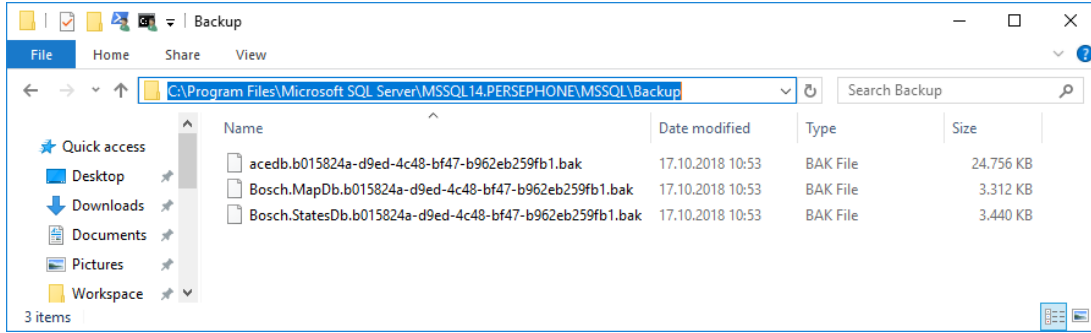 Backup
File Home Share View
C:\Program Files\Microsoft SQL Server\MSSQL14.PERSEPHONE\MSSQL\Backup Search Backup
Name Date modified Type Size
Quick access
Desktop
Downloads
Documents
Pictures
Workspace
acedb.b015824a-d9ed-4c48-bf47-b962eb259fb1.bak 17.10.2018 10:53 BAK File 24.756 KB
Bosch.MapDb.b015824a-d9ed-4c48-bf47-b962eb259fb1.bak 17.10.2018 10:53 BAK File 3.312 KB
Bosch.StatesDb.b015824a-d9ed-4c48-bf47-b962eb259fb1.bak 17.10.2018 10:53 BAK File 3.440 KB
3 items